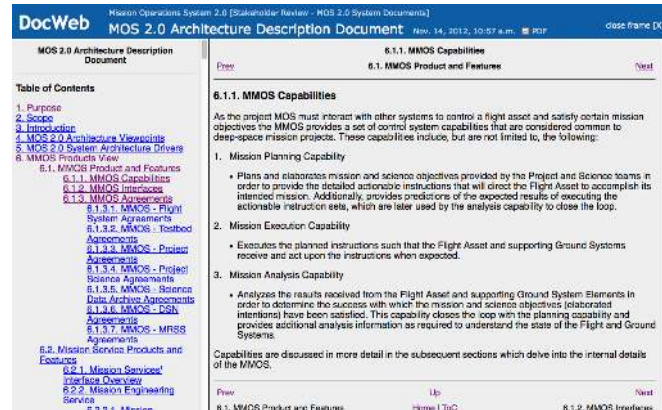 DocWeb
Mission Operations System 2.0 [Stakeholder Review - MOS 2.0 System Documents]
MOS 2.0 Architecture Description Document Nov. 14, 2012, 10:57 a.m. PDF
close frame [X
MOS 2.0 Architecture Description
Document
Table of Contents
1. Purpose
2. Scope
3. Introduction
4. MOS 2.0 Architecture Viewpoints
5. MOS 2.0 System Architecture Drivers
6. MMOS Products View
6.1. MMOS Product and Features
6.1.1. MMOS Capabilities
6.1.2. MMOS Interfaces
6.1.3. MMOS Agreements
6.1.3.1. MMOS - Flight
System Agreements
6.1.3.2. MMOS - Testbed
Agreements
6.1.3.3. MMOS - Project
Agreements
6.1.3.4. MMOS - Project
Science Agreements
6.1.3.5. MMOS - Science
Data Archive Agreements
6.1.3.6. MMOS - DSN
Agreements
6.1.3.7. MMOS - MRSS
Agreements
6.2. Mission Service Products and
Features
6.2.1. Mission Services'
Interface Overview
6.2.2. Mission Engineering
Service
6.1.1. MMOS Capabilities
Prev 6.1. MMOS Product and Features Next
6.1.1. MMOS Capabilities
As the project MOS must interact with other systems to control a flight asset and satisfy certain mission
objectives the MMOS provides a set of control system capabilities that are considered common to
deep-space mission projects. These capabilities include, but are not limited to, the following:
1. Mission Planning Capability
• Plans and elaborates mission and science objectives provided by the Project and Science teams in
order to provide the detailed actionable instructions that will direct the Flight Asset to accomplish its
intended mission. Additionally, provides predictions of the expected results of executing the
actionable instruction sets, which are later used by the analysis capability to close the loop.
2. Mission Execution Capability
• Executes the planned instructions such that the Flight Asset and supporting Ground Systems
receive and act upon the instructions when expected.
3. Mission Analysis Capability
• Analyzes the results received from the Flight Asset and supporting Ground System Elements in
order to determine the success with which the mission and science objectives (elaborated
intentions) have been satisfied. This capability closes the loop with the planning capability and
provides additional analysis information as required to understand the state of the Flight and Ground
Systems.
Capabilities are discussed in more detail in the subsequent sections which delve into the internal details
of the MMOS.
Prev Up Next
6.1. MMOS Product and Features Home | ToC 6.1.2. MMOS Interfaces